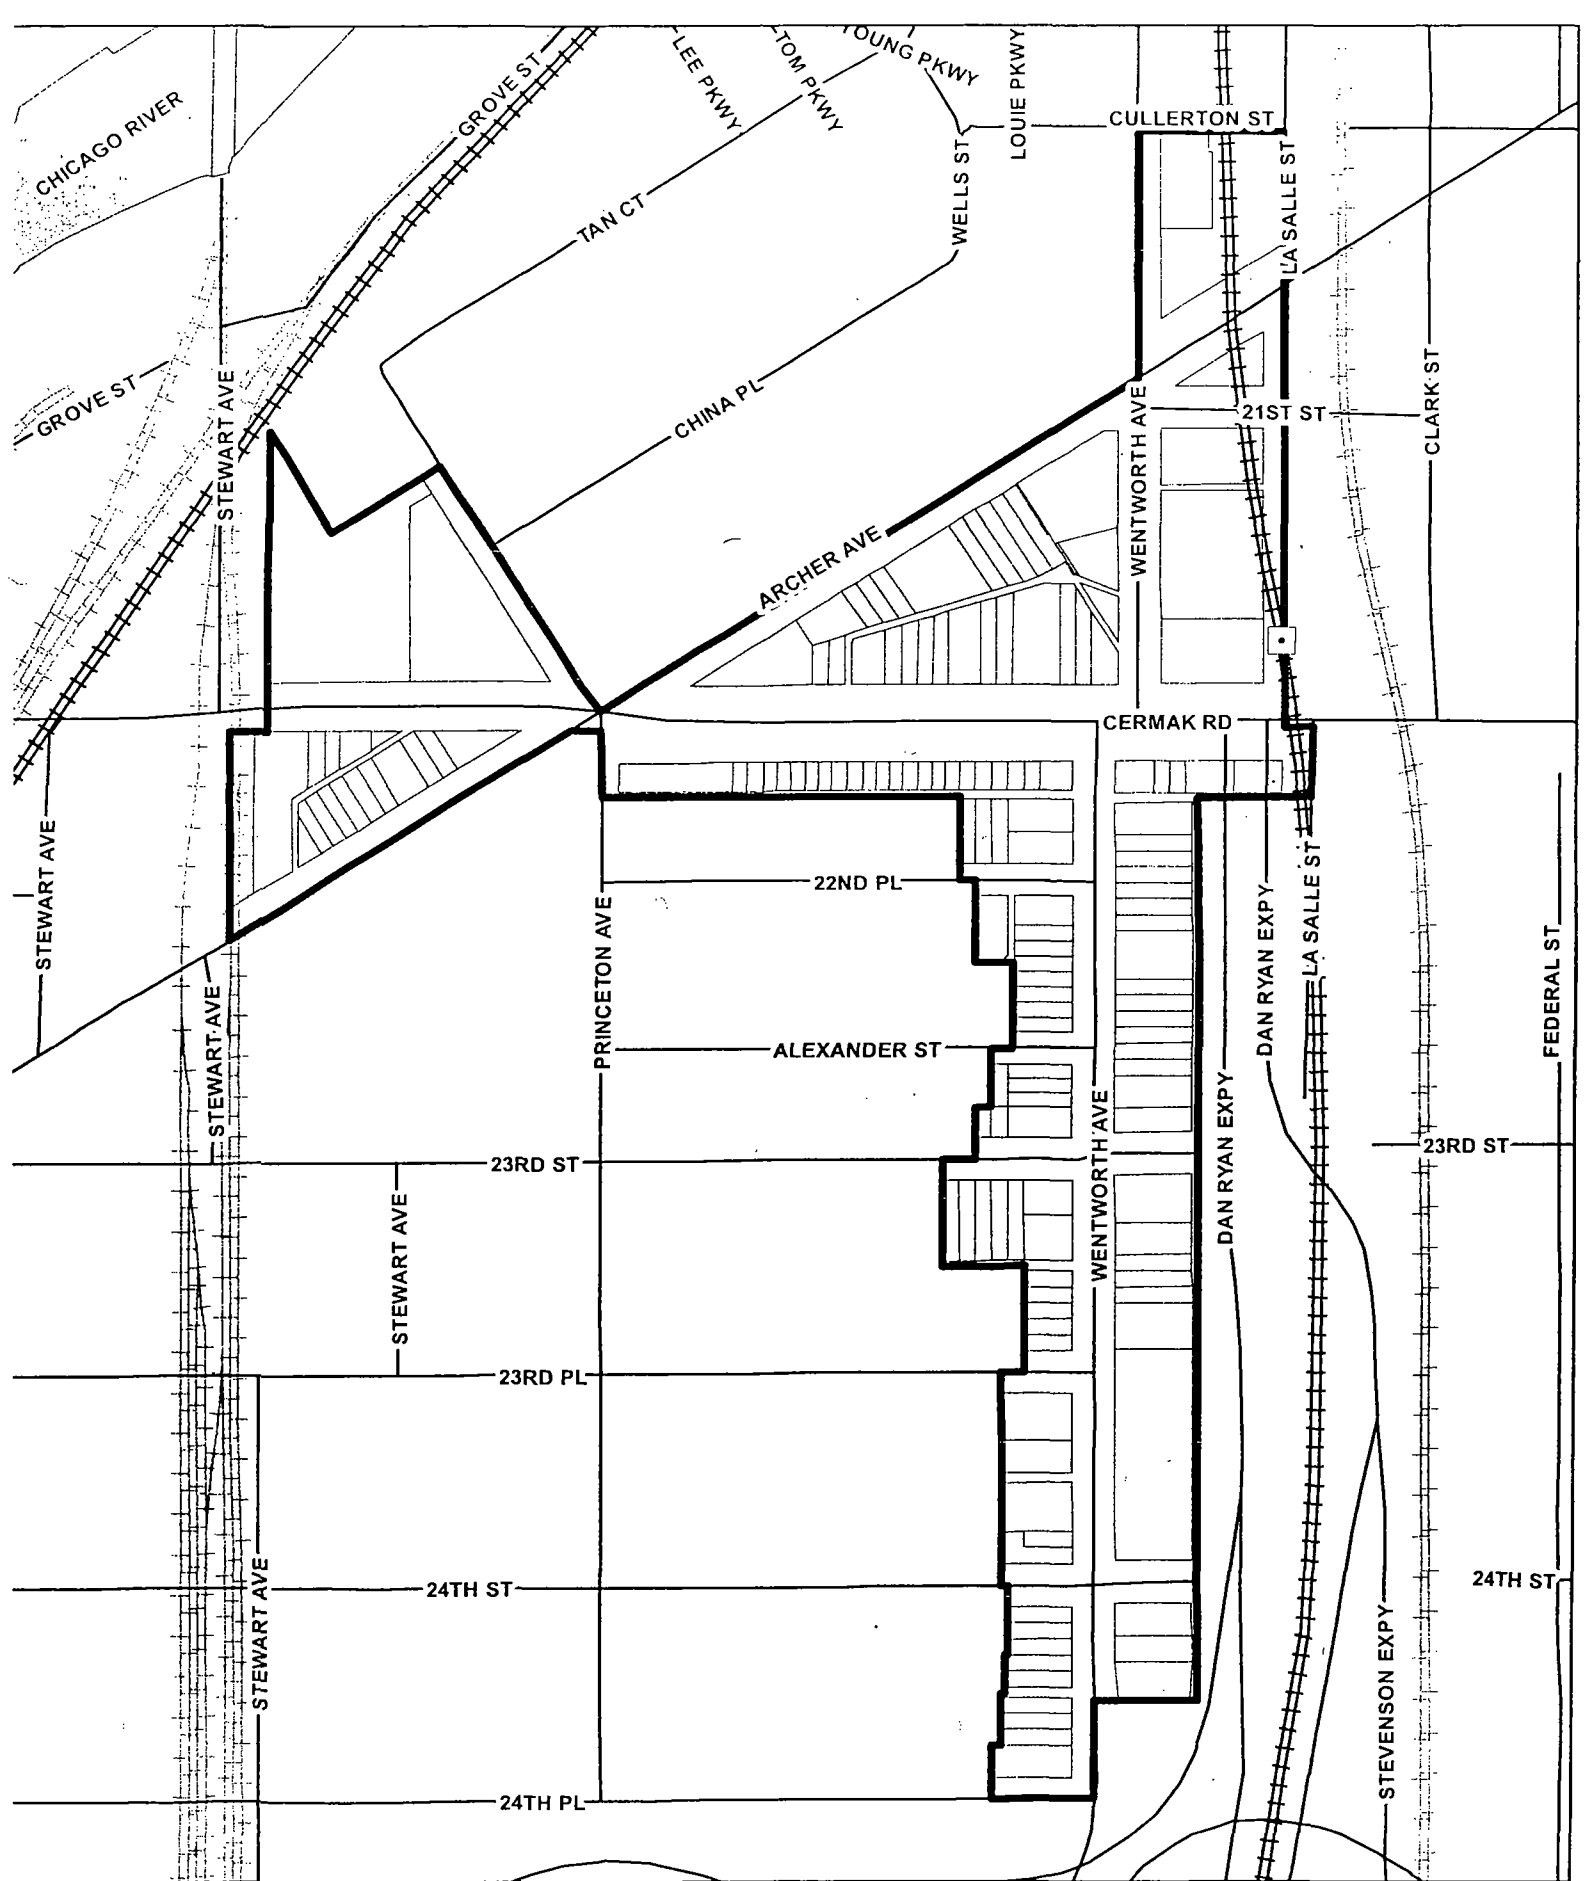 LEE PKWY
TOM PKWY
YOUNG PKWY
LOUIE PKWY
GROVE ST
CHICAGO RIVER
CULLERTON ST
TAN CT
WELLS ST
LA SALLE ST
GROVE ST
STEWART AVE
CHINA PL
WENTWORTH AVE
21ST ST
CLARK ST
ARCHER AVE
CERMAK RD
STEWART AVE
22ND PL
PRINCETON AVE
DAN RYAN EXPY
LA SALLE ST
FEDERAL ST
STEWART AVE
ALEXANDER ST
WENTWORTH AVE
DAN RYAN EXPY
23RD ST
23RD ST
STEWART AVE
23RD PL
24TH ST
24TH ST
STEWART AVE
STEVENSON EXPY
24TH PL